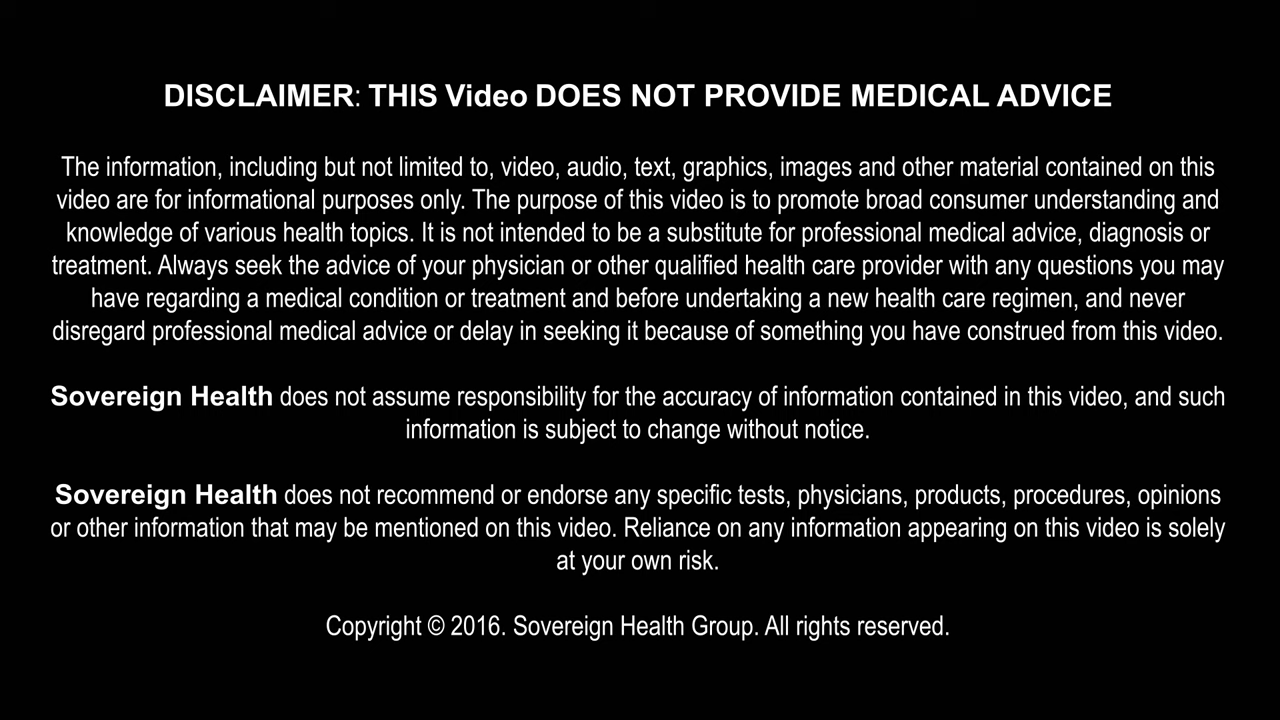 DISCLAIMER: THIS Video DOES NOT PROVIDE MEDICAL ADVICE
The information, including but not limited to, video, audio, text, graphics, images and other material contained on this
video are for informational purposes only. The purpose of this video is to promote broad consumer understanding and
knowledge of various health topics. It is not intended to be a substitute for professional medical advice, diagnosis or
treatment. Always seek the advice of your physician or other qualified health care provider with any questions you may
have regarding a medical condition or treatment and before undertaking a new health care regimen, and never
disregard professional medical advice or delay in seeking it because of something you have construed from this video.
Sovereign Health does not assume responsibility for the accuracy of information contained in this video, and such
information is subject to change without notice.
Sovereign Health does not recommend or endorse any specific tests, physicians, products, procedures, opinions
or other information that may be mentioned on this video. Reliance on any information appearing on this video is solely
at your own risk.
Copyright © 2016. Sovereign Health Group. All rights reserved.